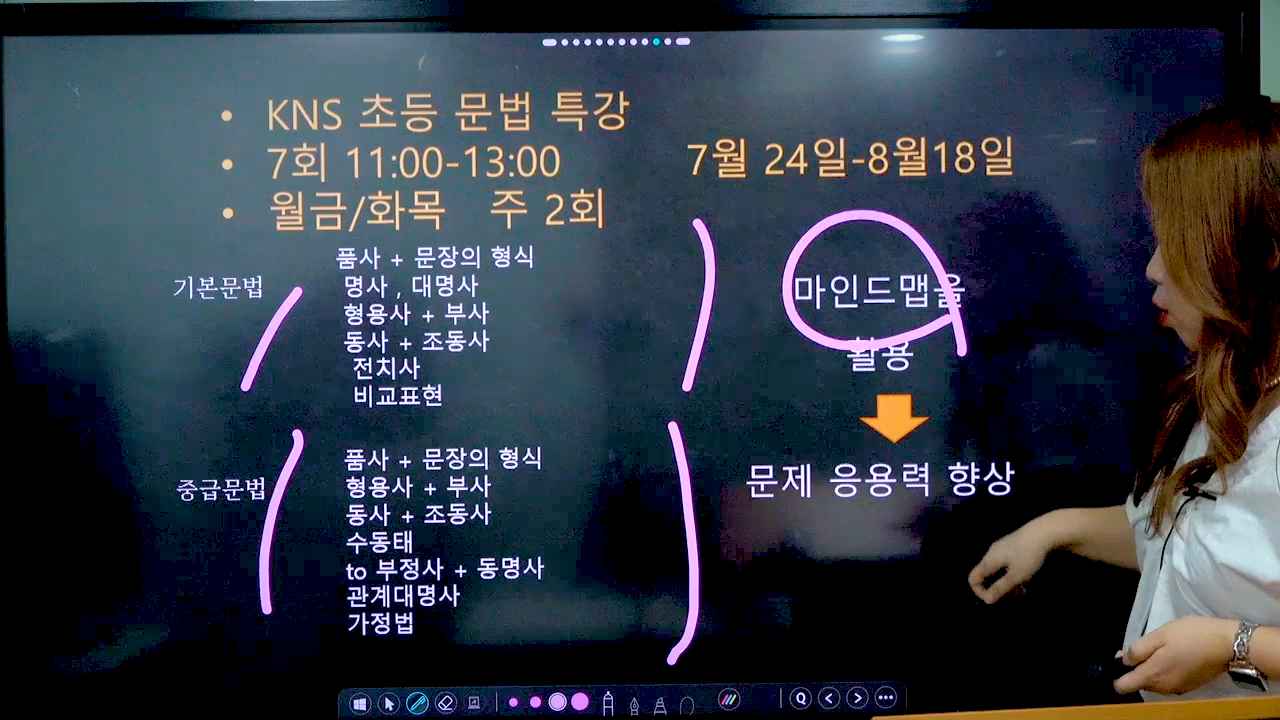 • KNS 초등 문법 특강
• 7회 11:00-13:00
7월 24일-8월18일
• 월금/화목 주 2회
기본문법
품사 + 문장의 형식
명사 , 대명사
형용사 + 부사
동사 + 조동사
전치사
비교표현
마인드맵을
활용
문제 응용력 향상
중급문법
품사 + 문장의 형식
형용사 + 부사
동사 + 조동사
수동태
to 부정사 + 동명사
관계대명사
가정법